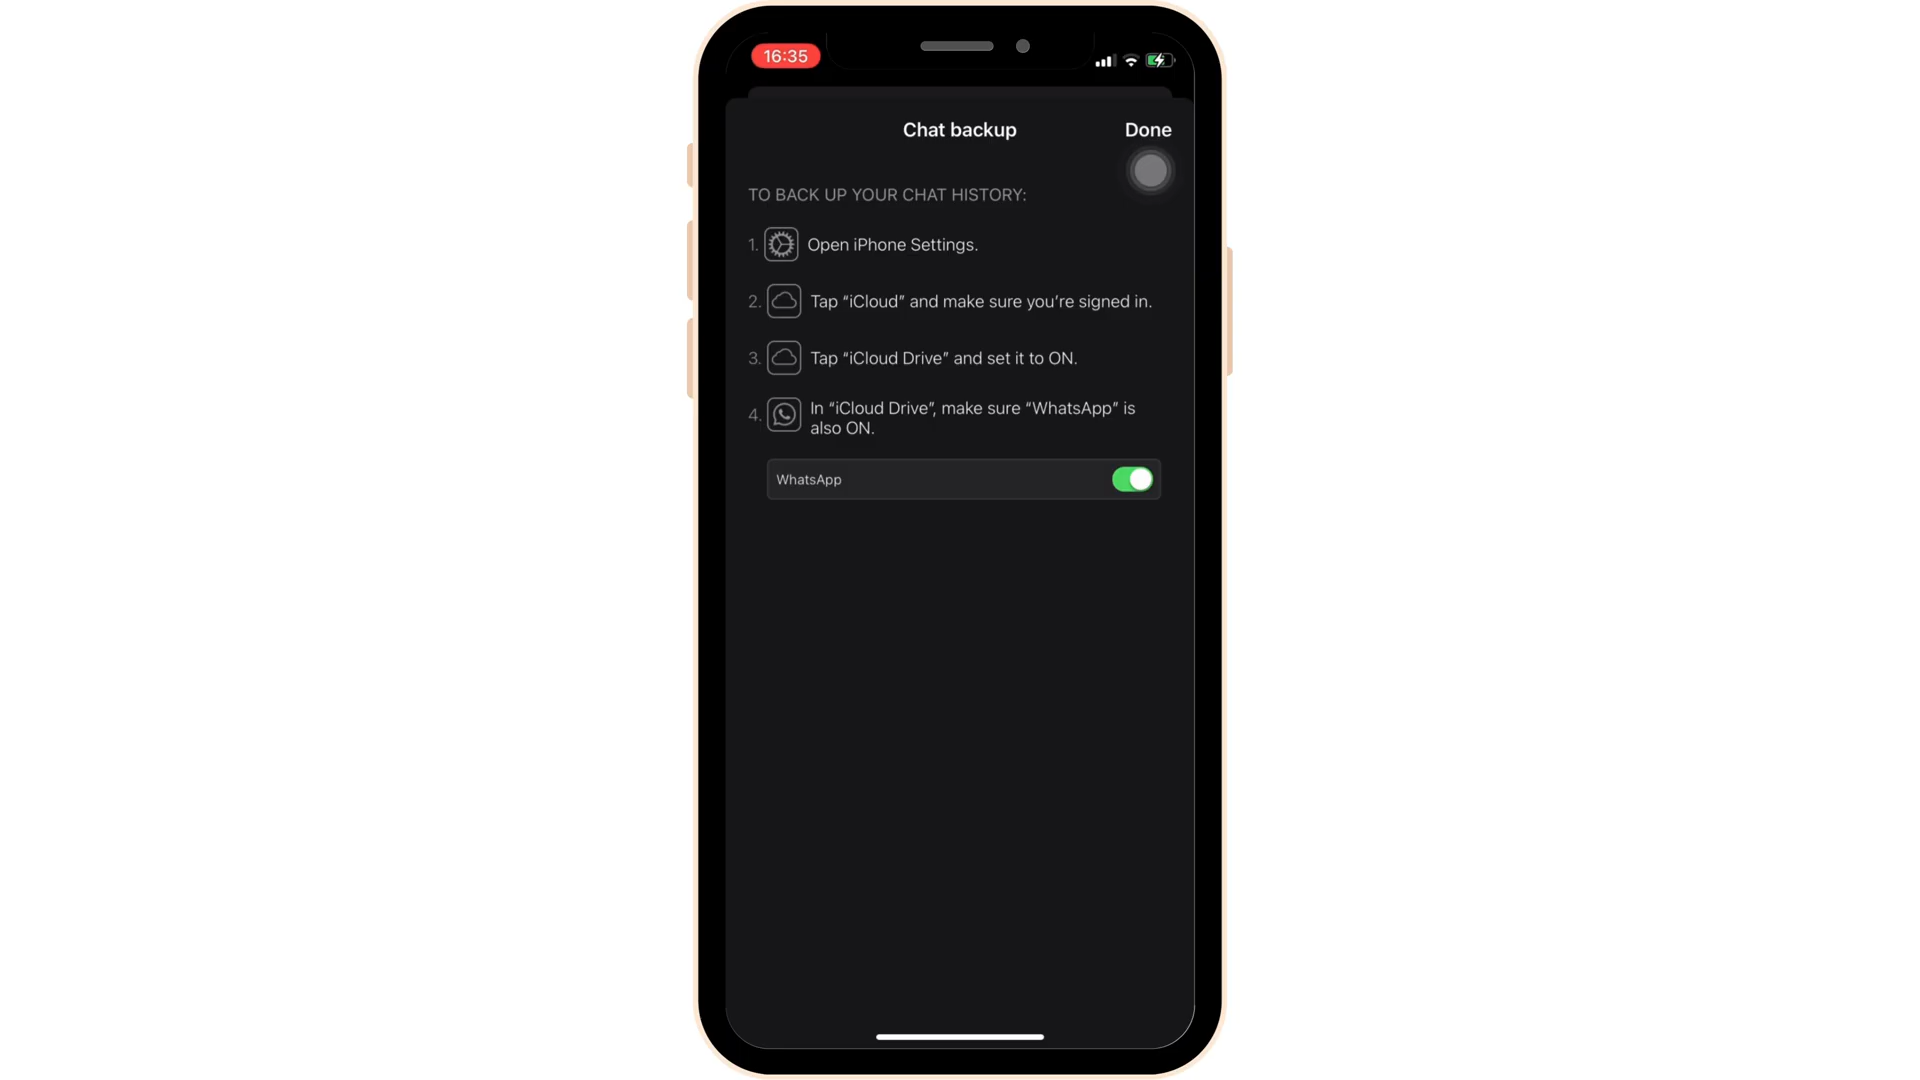 16:35
Chat backup
Done
TO BACK UP YOUR CHAT HISTORY:
1. Open iPhone Settings.
2. Tap “iCloud” and make sure you’re signed in.
3. Tap “iCloud Drive” and set it to ON.
4. In “iCloud Drive”, make sure “WhatsApp” is
also ON.
WhatsApp